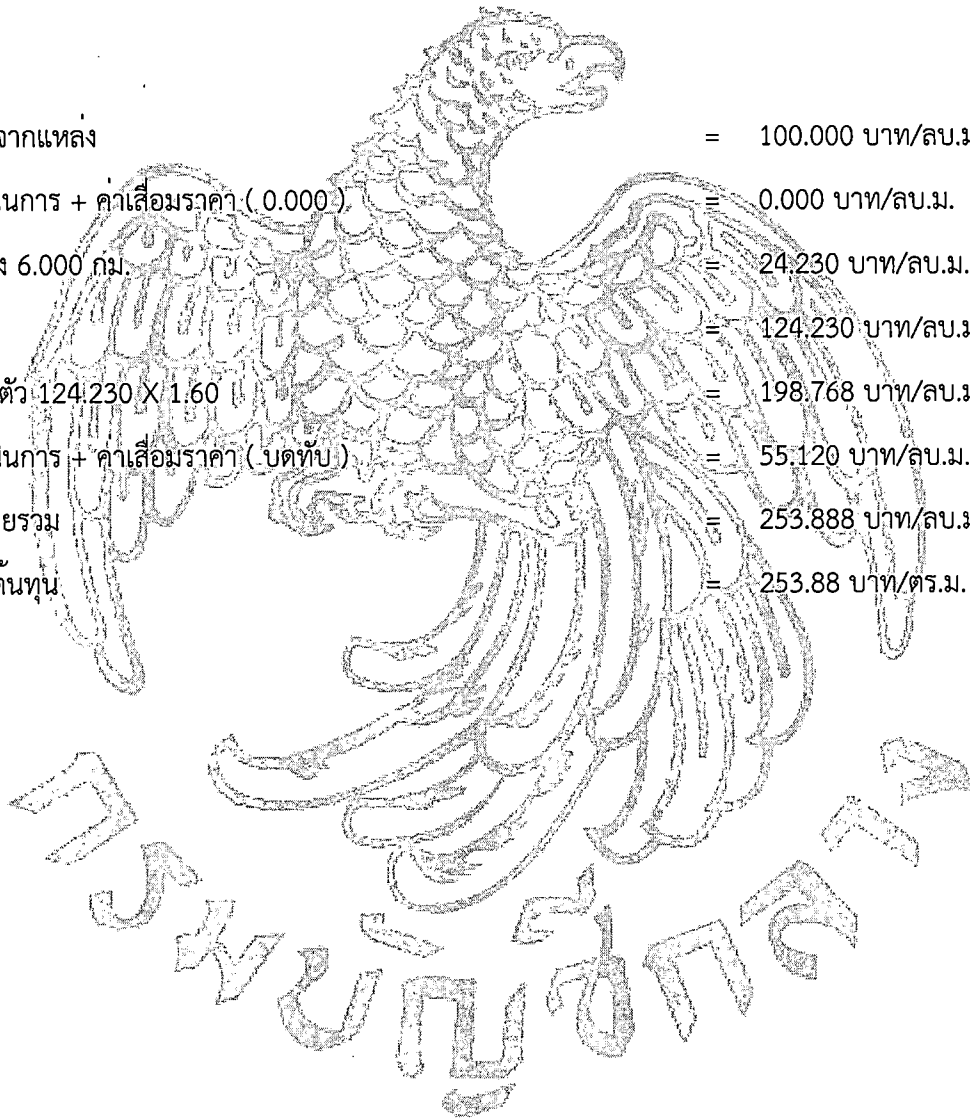 จากแหล่ง = 100.000 บาท/ลบ.ม
นการ + ค่าเสื่อมราคา ( 0.000 ) = 0.000 บาท/ลบ.ม.
ง 6.000 กม. = 24.230 บาท/ลบ.ม.
= 124.230 บาท/ลบ.ม
ตัว 124.230 X 1.60 = 198.768 บาท/ลบ.ม
นการ + ค่าเสื่อมราคา ( บดทับ ) = 55.120 บาท/ลบ.ม.
ยรวม = 253.888 บาท/ลบ.ม
ต้นทุน = 253.88 บาท/ตร.ม.
กรมบัญชีกลาง